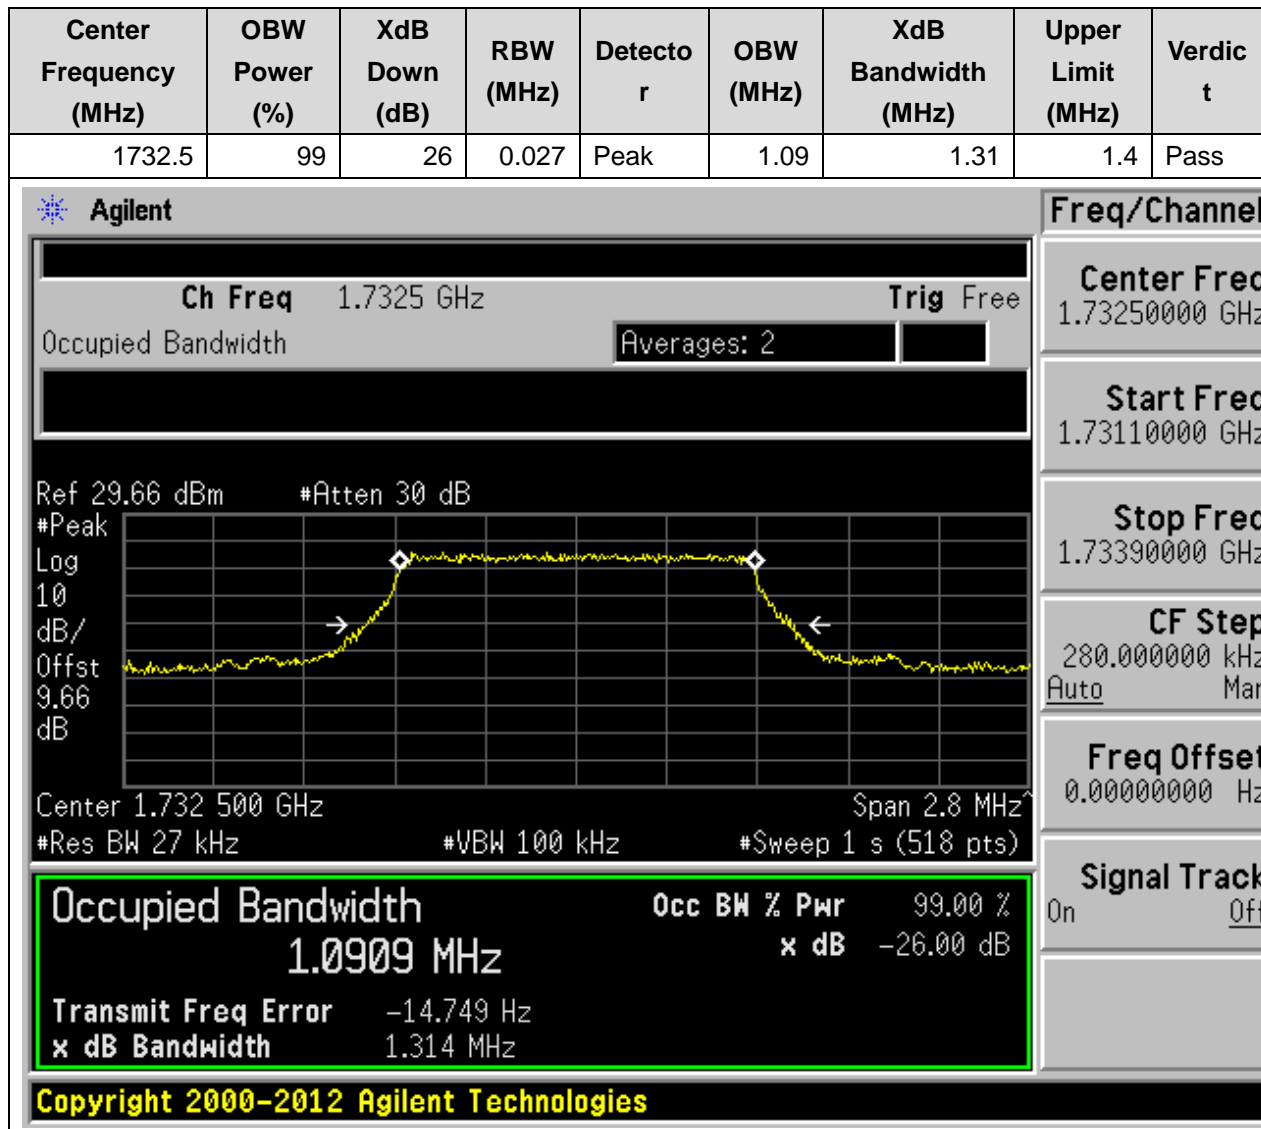 Center Frequency (MHz) OBW Power (%) XdB Down (dB) RBW (MHz) Detecto r OBW (MHz) XdB Bandwidth (MHz) Upper Limit (MHz) Verdic t
1732.5 99 26 0.027 Peak 1.09 1.31 1.4 Pass
Agilent
Freq/Channel
Ch Freq 1.7325 GHz Trig Free
Occupied Bandwidth Averages: 2
Center Freq
1.73250000 GHz
Start Freq
1.73110000 GHz
Stop Freq
1.73390000 GHz
CF Step
280.000000 kHz
Auto Man
Freq Offset
0.00000000 Hz
Signal Track
On Off
Ref 29.66 dBm #Atten 30 dB
#Peak
Log
10
dB/
Offst
9.66
dB
Center 1.732 500 GHz Span 2.8 MHz^
#Res BW 27 kHz #VBW 100 kHz #Sweep 1 s (518 pts)
Occupied Bandwidth Occ BW % Pwr 99.00 %
1.0909 MHz x dB -26.00 dB
Transmit Freq Error -14.749 Hz
x dB Bandwidth 1.314 MHz
Copyright 2000-2012 Agilent Technologies